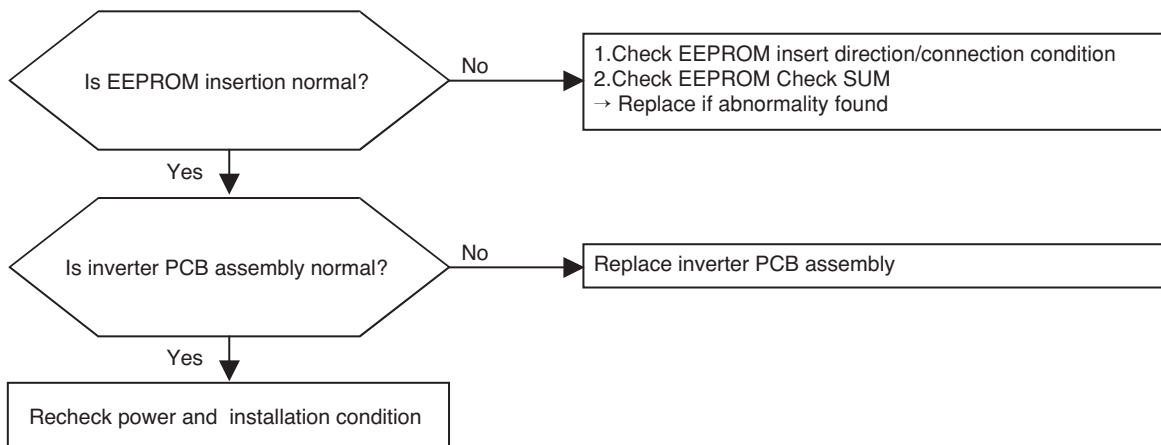 Is EEPROM insertion normal?
No
1.Check EEPROM insert direction/connection condition
2.Check EEPROM Check SUM
→ Replace if abnormality found
Yes
Is inverter PCB assembly normal?
No
Replace inverter PCB assembly
Yes
Recheck power and  installation condition